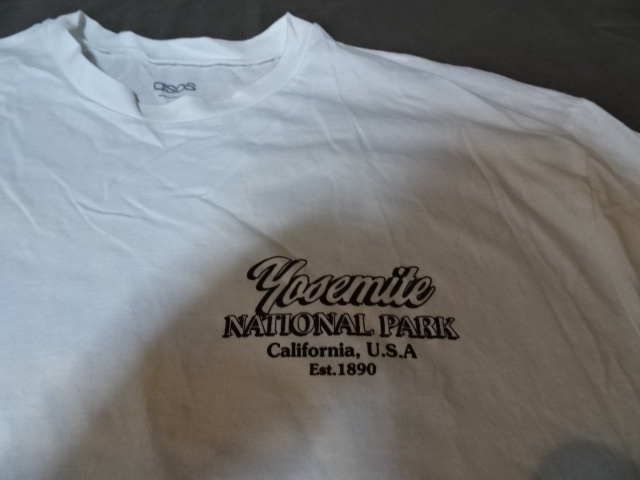 asos
Yosemite
NATIONAL PARK
California, U.S.A
Est.1890